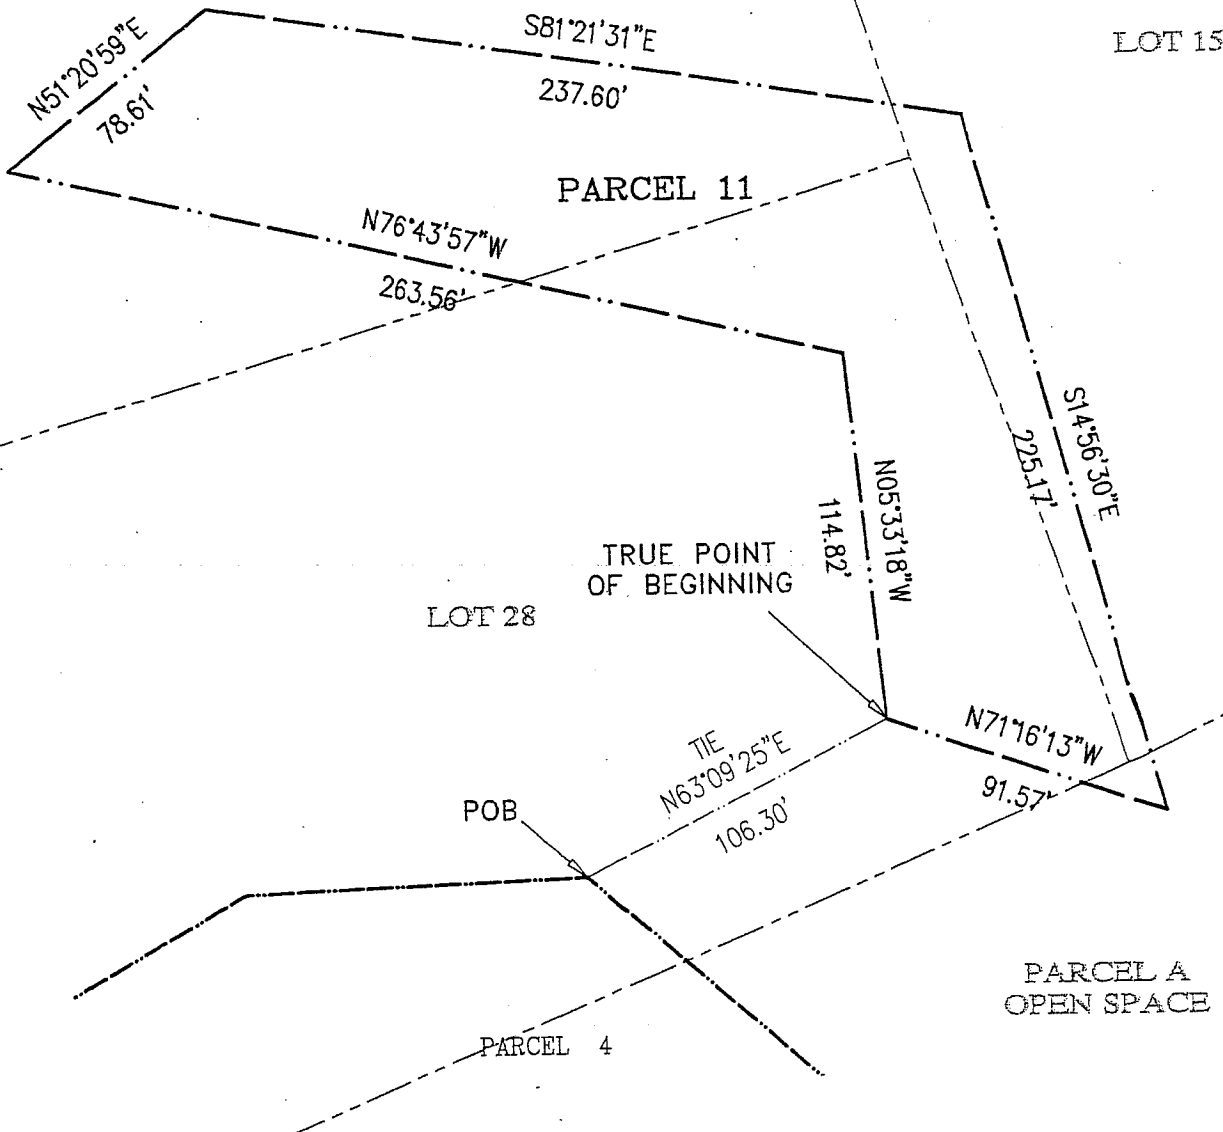 LOT 15
S81°21'31"E
237.60'
N51°20'59"E
78.61'
PARCEL 11
N76°43'57"W
263.56'
S14°56'30"E
225.17'
N05°33'18"W
114.82'
TRUE POINT
OF BEGINNING
LOT 28
N71°16'13"W
91.57'
TIE
N63°09'25"E
106.30'
POB
PARCEL A
OPEN SPACE
PARCEL 4